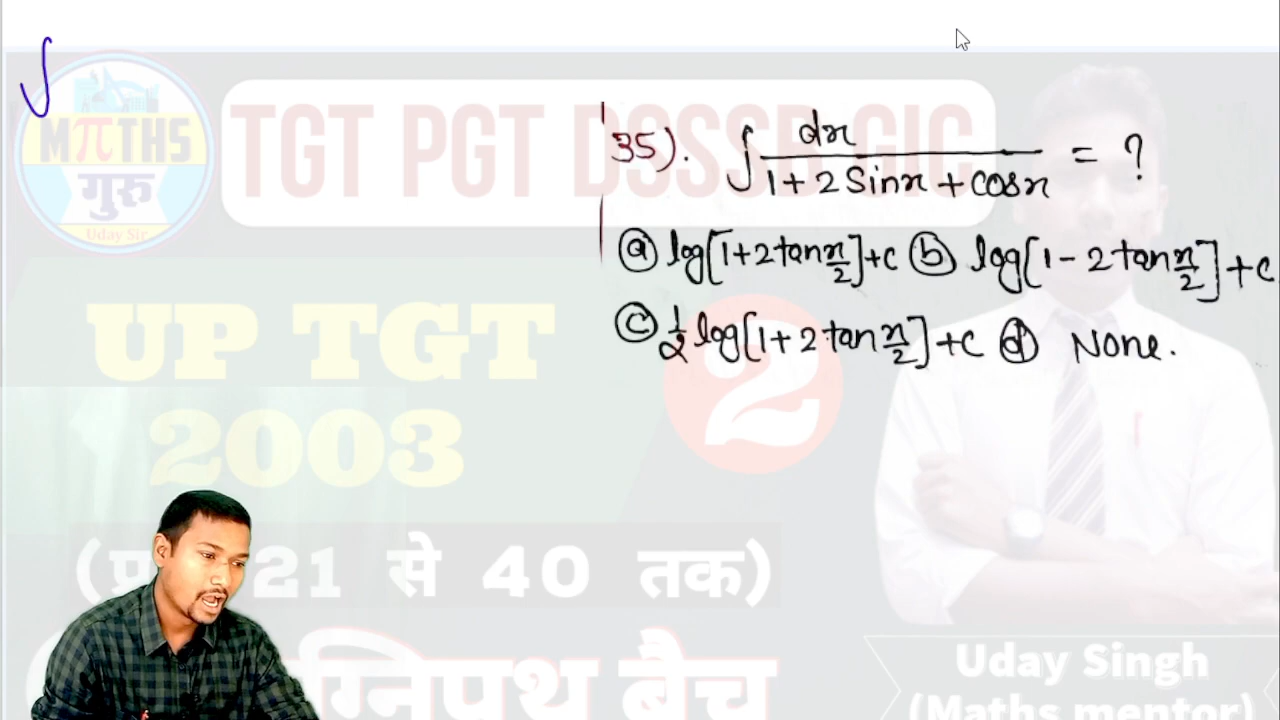 ∫
MπTHS
गुरु
Uday Sir
TGT PGT DSSSB GIC
35). ∫ dx / (1 + 2 Sinx + cosx) = ?
(a) log[1+2tan x/2]+c (b) log[1-2tan x/2]+c
(c) 1/2 log[1+2tan x/2]+c (d) None.
UP TGT
2003
2
21 से 40 तक)
बैच
Uday Singh
(Maths mentor)